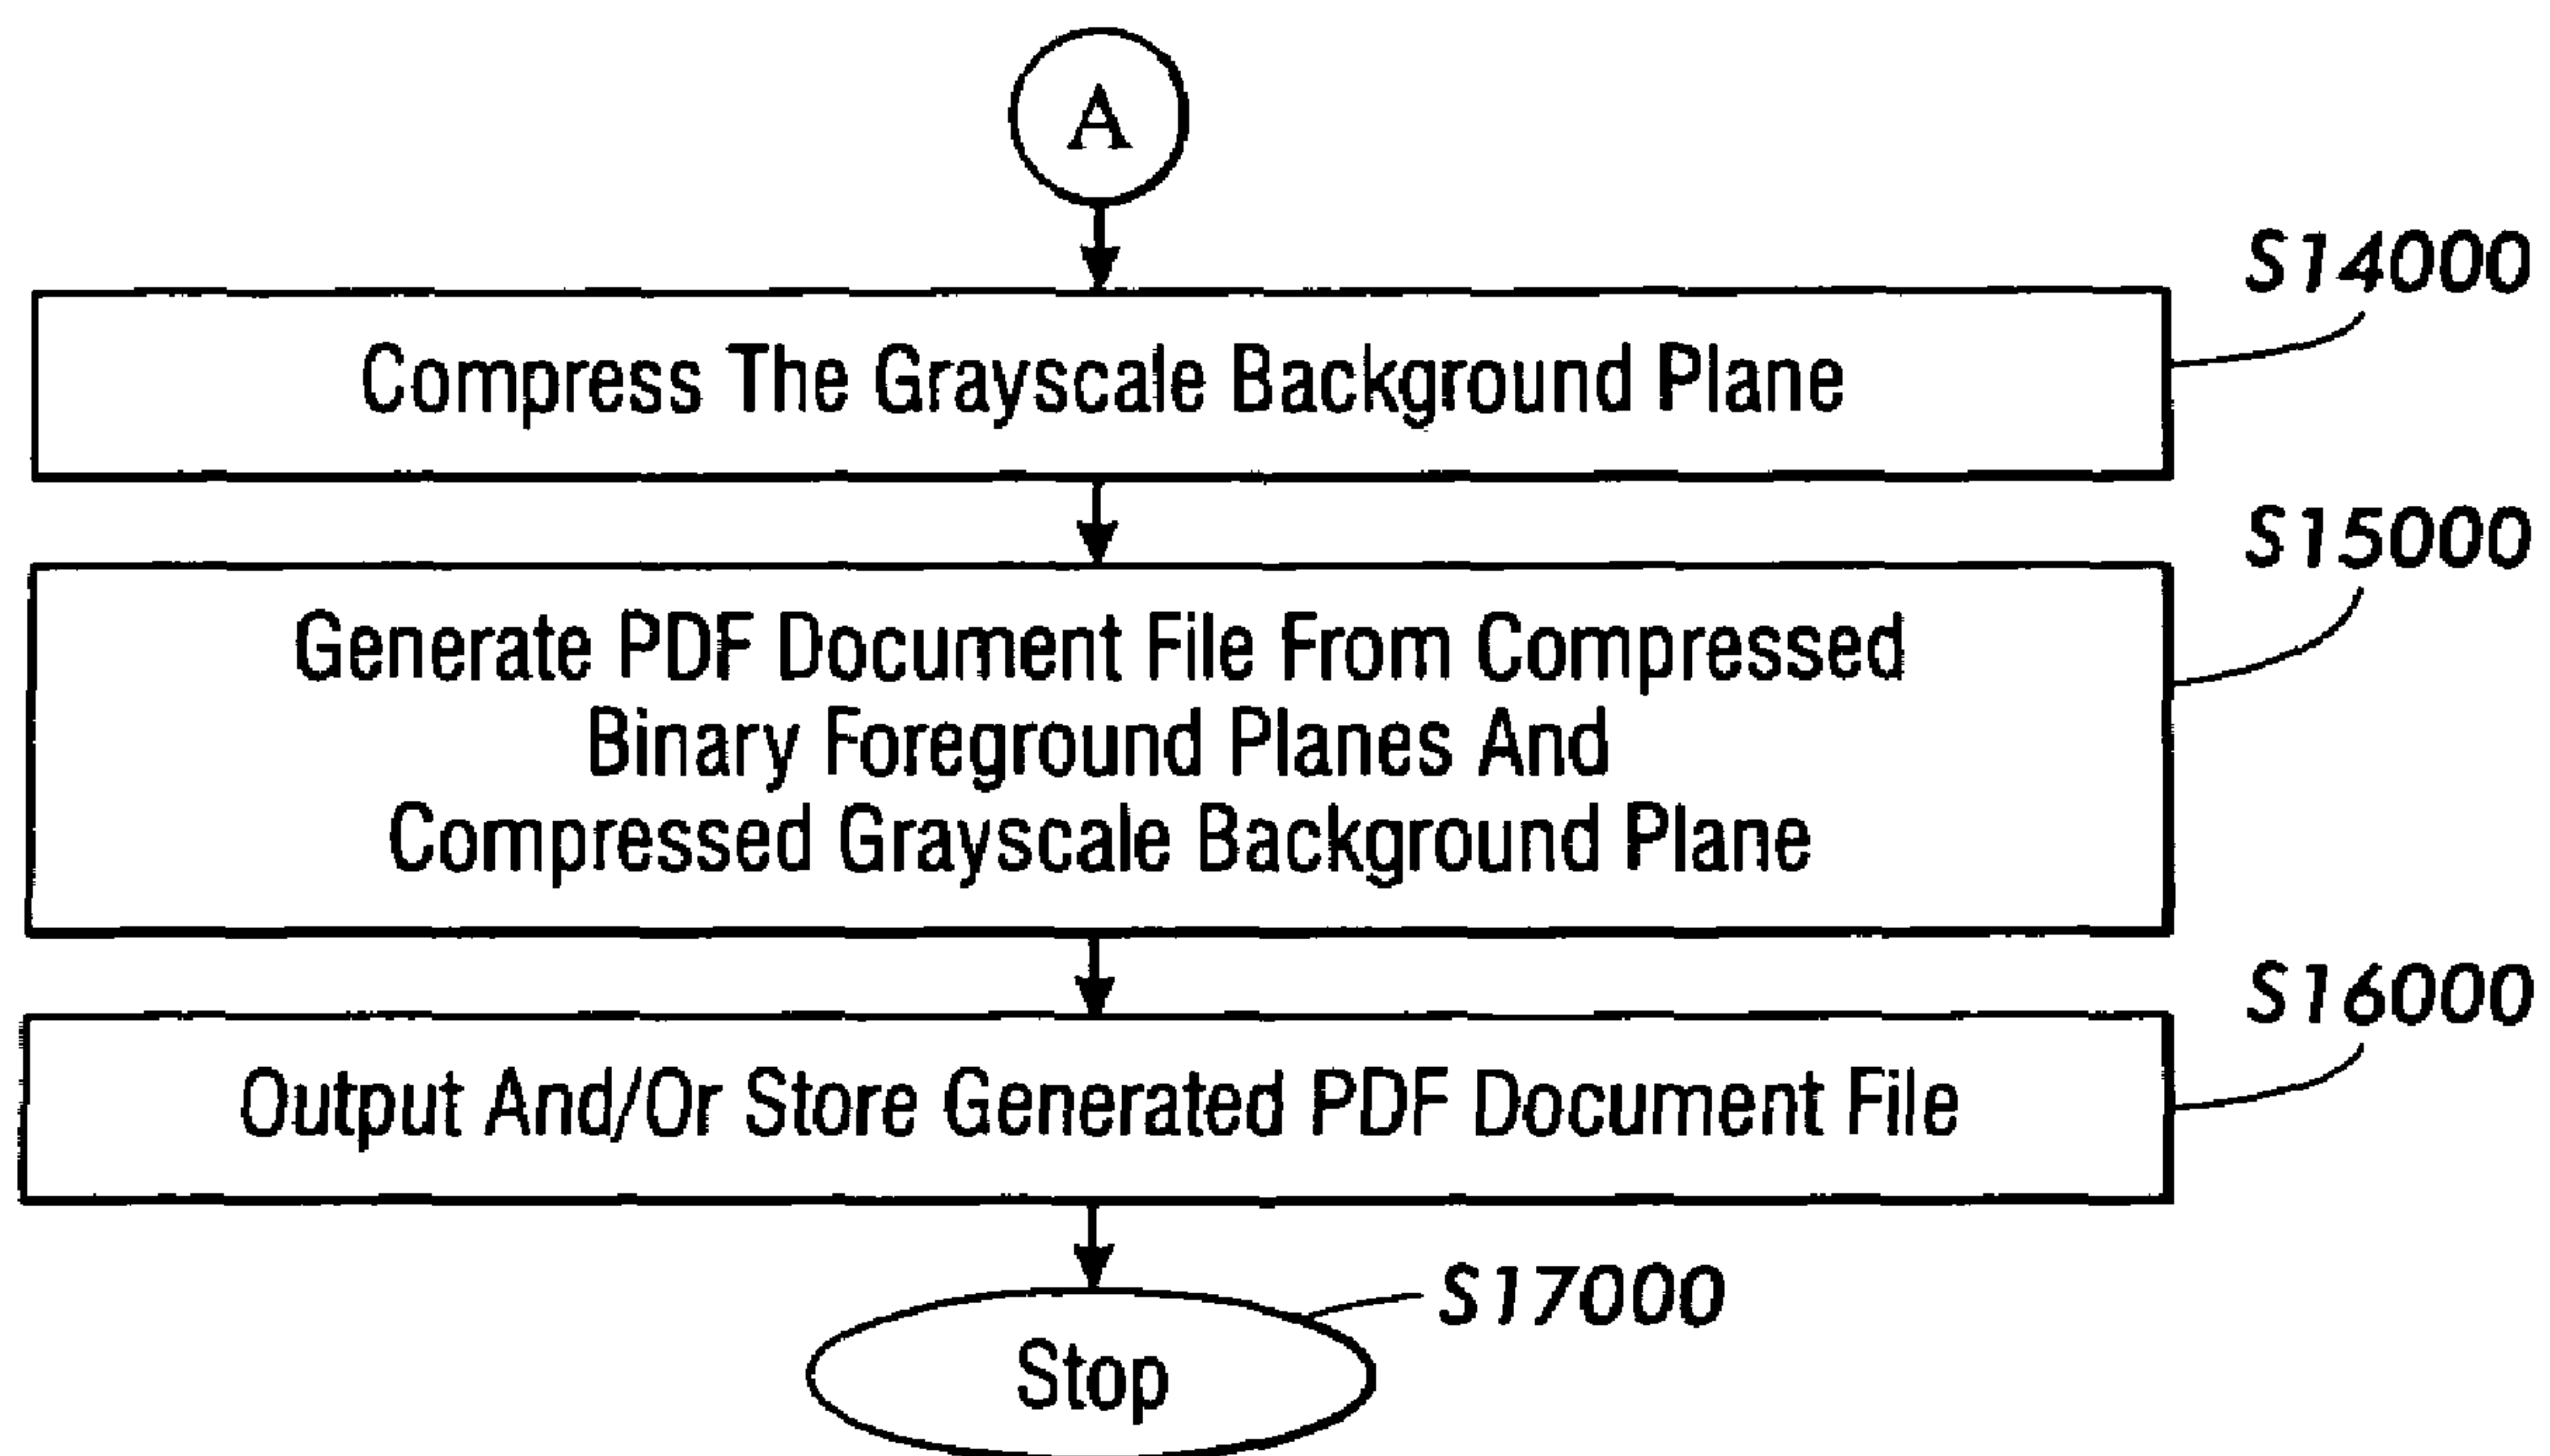 A
S14000
Compress The Grayscale Background Plane
S15000
Generate PDF Document File From Compressed
Binary Foreground Planes And
Compressed Grayscale Background Plane
S16000
Output And/Or Store Generated PDF Document File
S17000
Stop